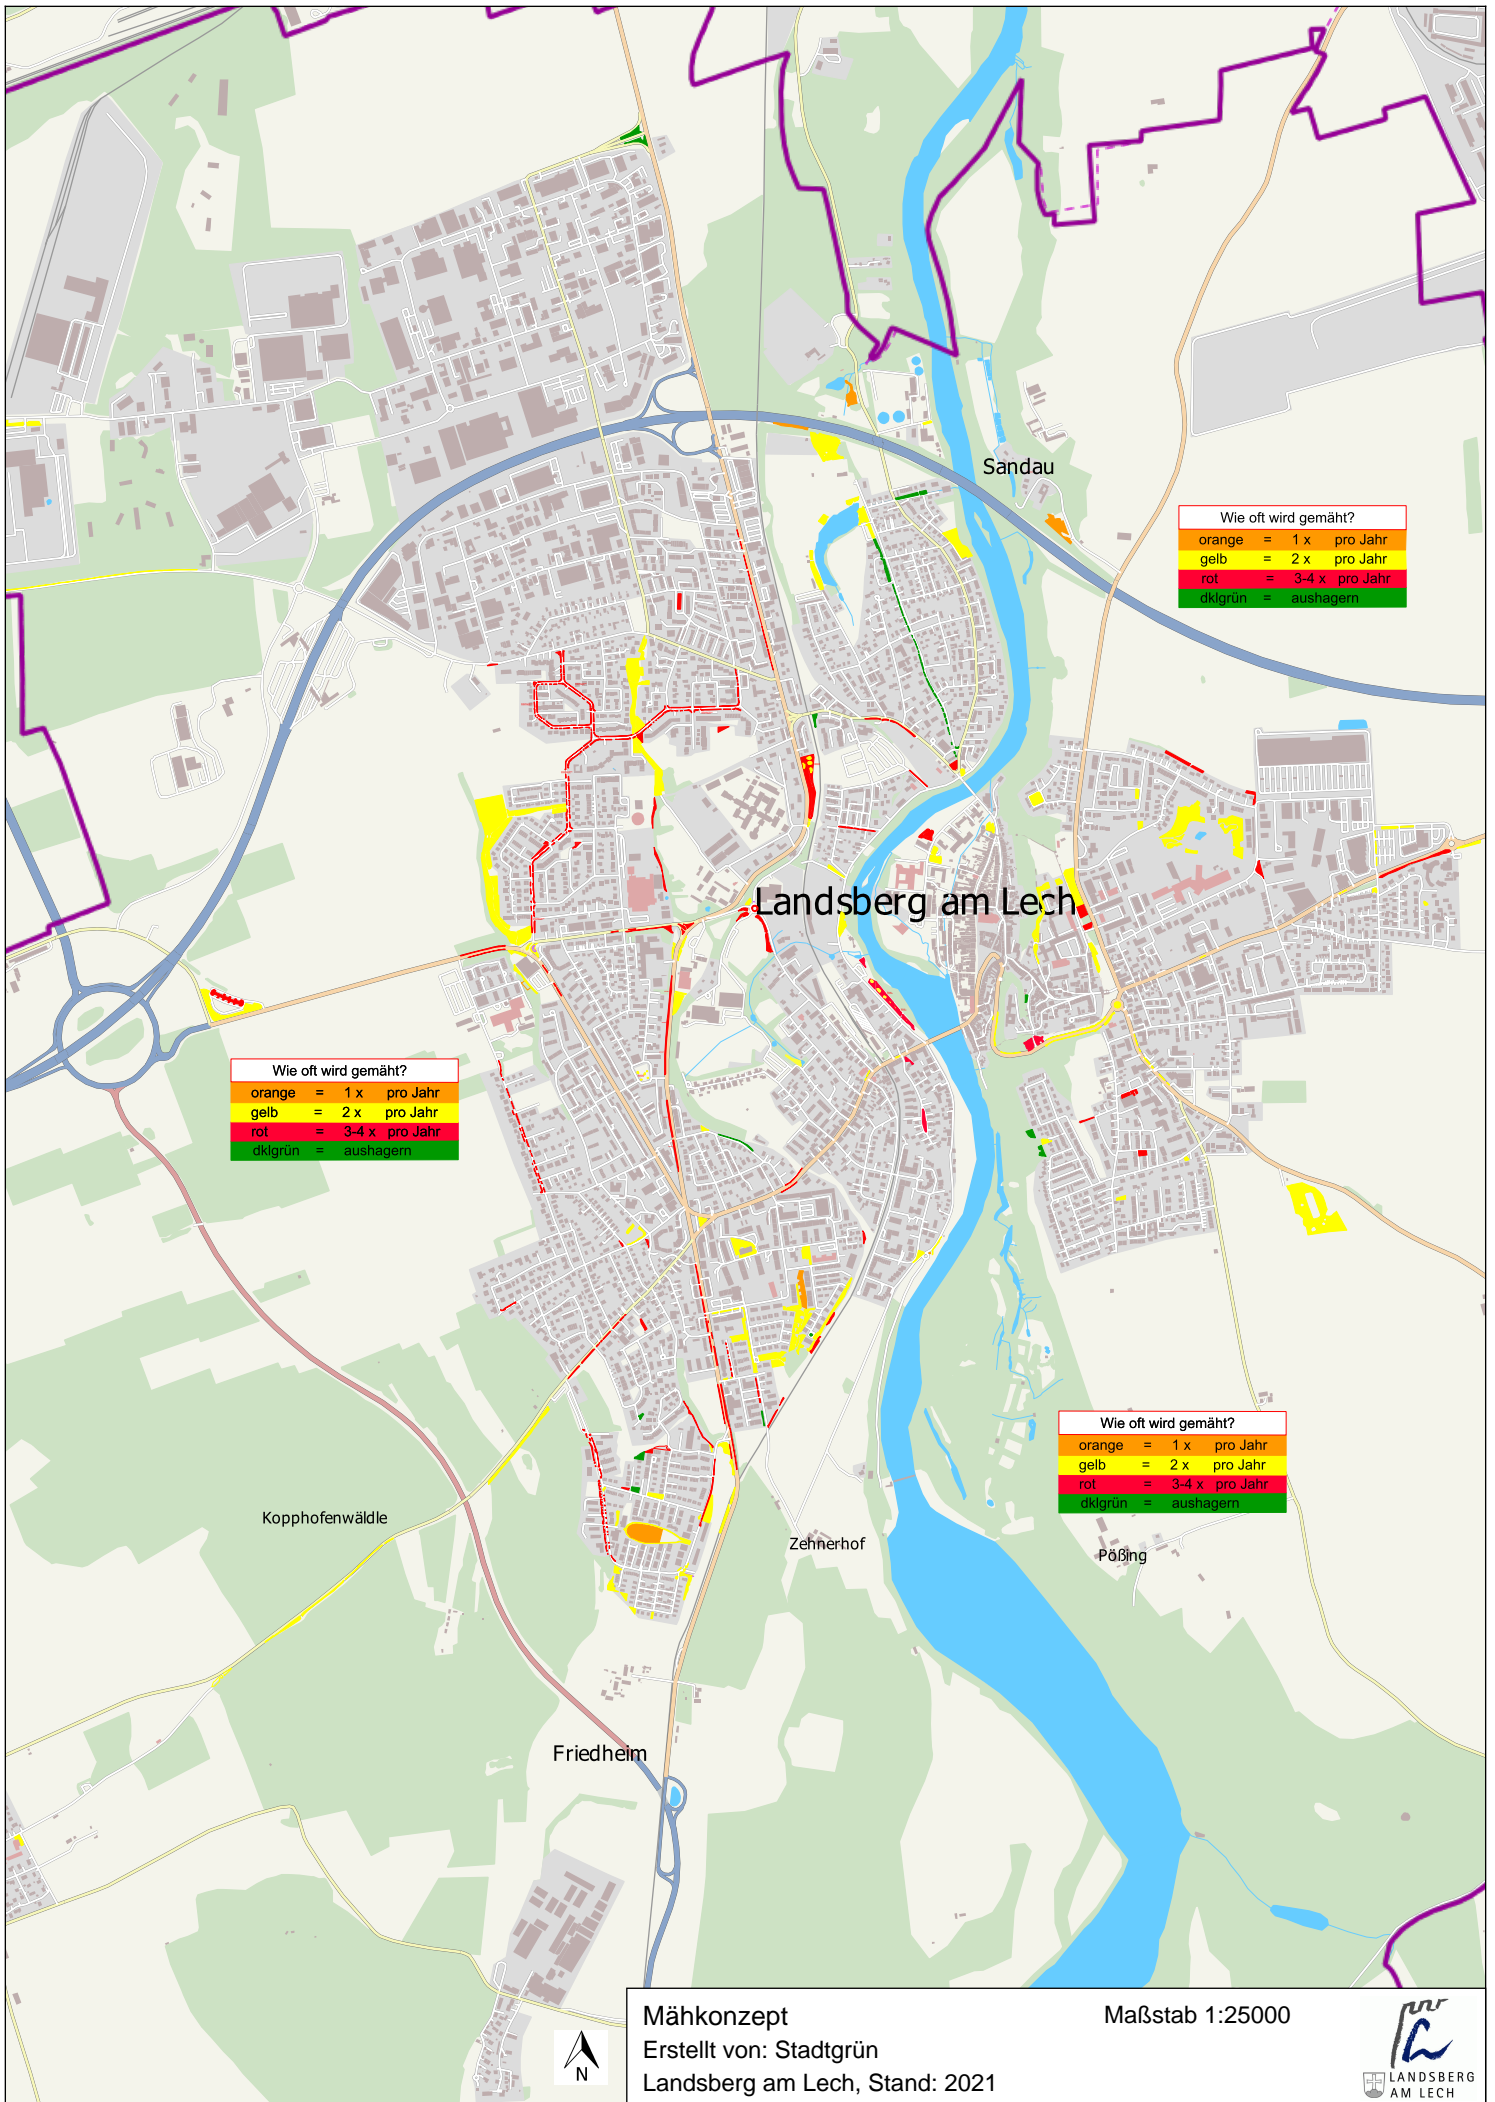 Sandau
Wie oft wird gemäht?
orange = 1 x pro Jahr
gelb = 2 x pro Jahr
rot = 3-4 x pro Jahr
dklgrün = aushagern
Landsberg am Lech
Wie oft wird gemäht?
orange = 1 x pro Jahr
gelb = 2 x pro Jahr
rot = 3-4 x pro Jahr
dklgrün = aushagern
Wie oft wird gemäht?
orange = 1 x pro Jahr
gelb = 2 x pro Jahr
rot = 3-4 x pro Jahr
dklgrün = aushagern
Kopphofenwäldle
Zehnerhof
Pößing
Friedheim
Mähkonzept
Maßstab 1:25000
Erstellt von: Stadtgrün
Landsberg am Lech, Stand: 2021
N
LANDSBERG
AM LECH